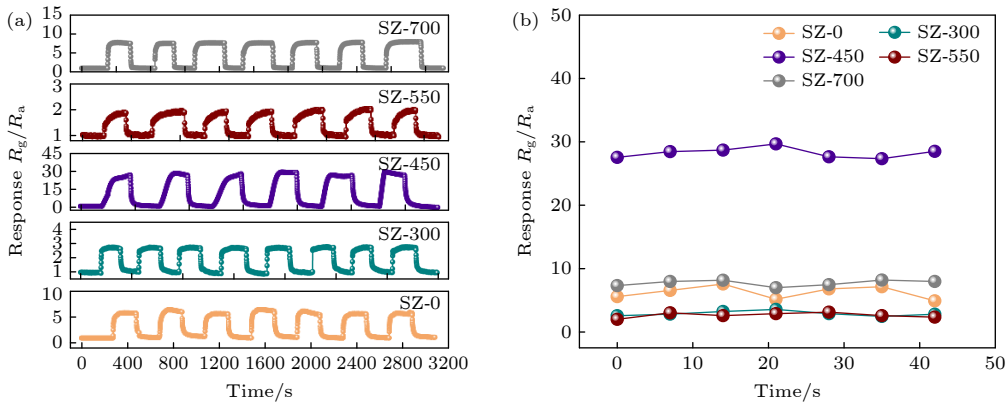 (a)
Response Rg/Ra
15
10
5
0
SZ-700
3
2
1
SZ-550
45
30
15
0
SZ-450
4
3
2
1
SZ-300
10
5
0
SZ-0
0 400 800 1200 1600 2000 2400 2800 3200
Time/s
(b)
Response Rg/Ra
50
40
30
20
10
0
SZ-0 SZ-300
SZ-450 SZ-550
SZ-700
0 10 20 30 40 50
Time/s